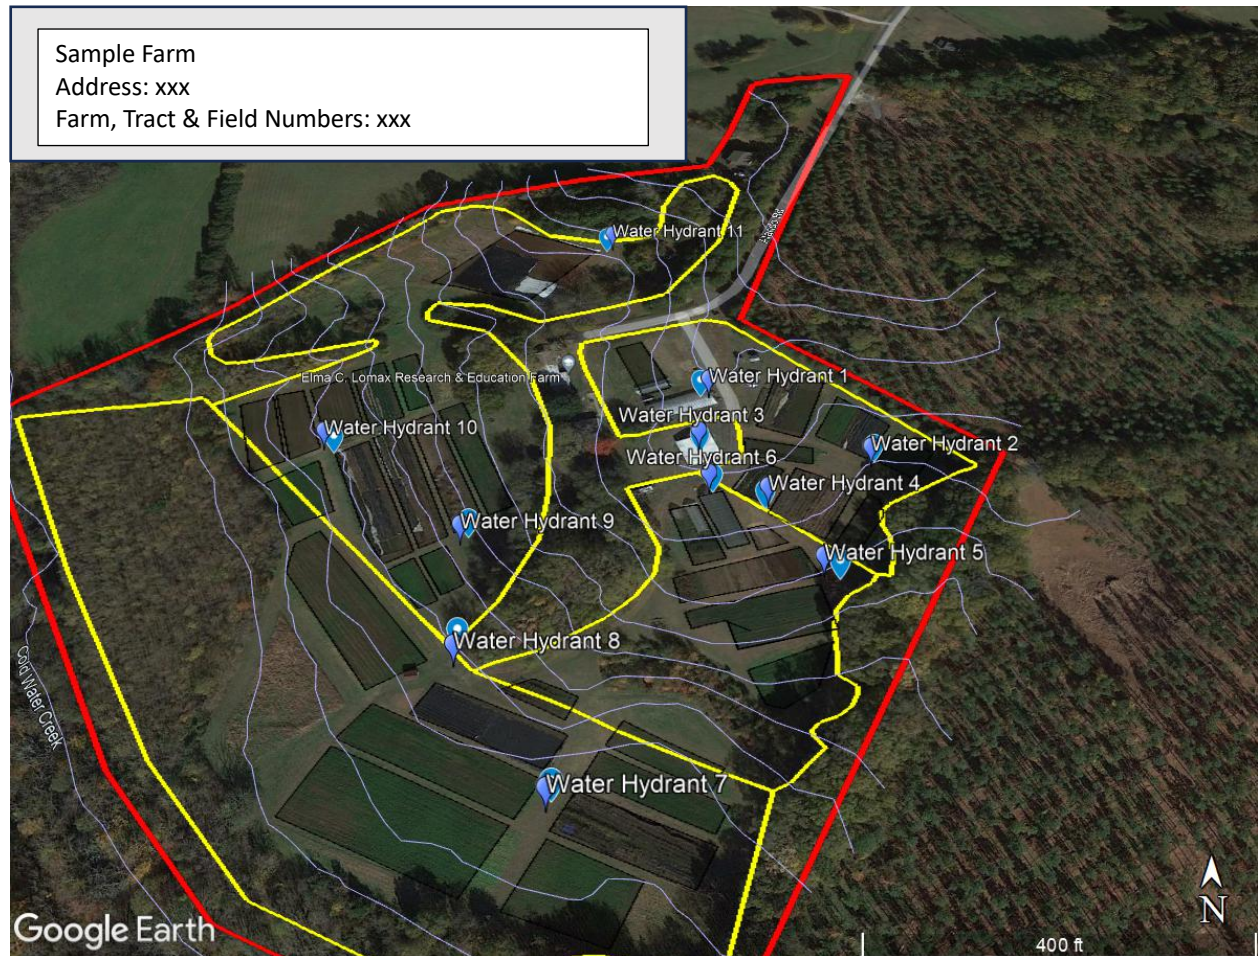 Sample Farm
Address: xxx
Farm, Tract & Field Numbers: xxx
Water Hydrant 11
Elma C. Lomax Research & Education Farm
Water Hydrant 1
Water Hydrant 3
Water Hydrant 10
Water Hydrant 2
Water Hydrant 6
Water Hydrant 4
Water Hydrant 9
Water Hydrant 5
Water Hydrant 8
Cold Water Creek
Water Hydrant 7
Google Earth
N
400 ft